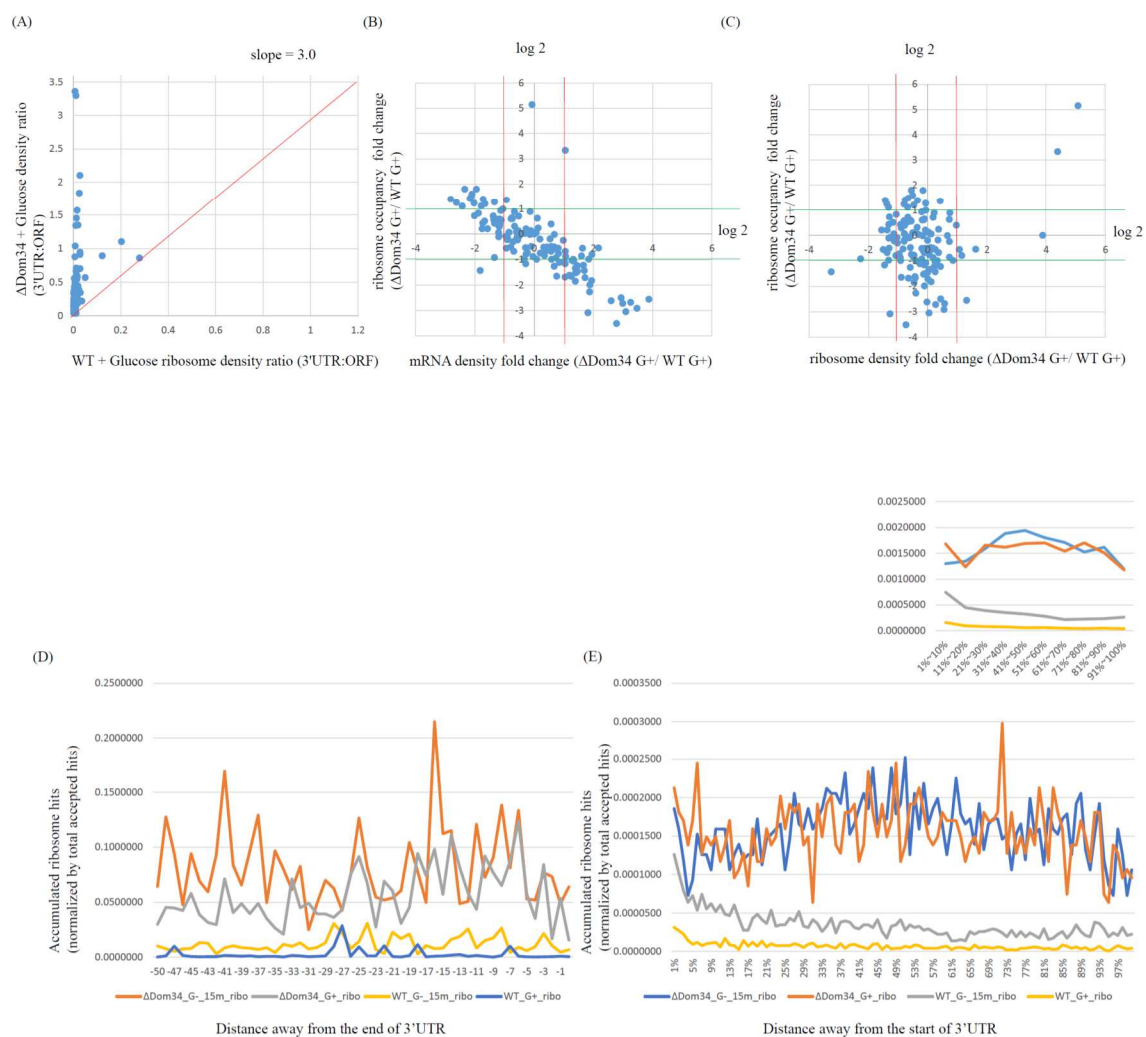 (A)
slope = 3.0
3.5
3
2.5
2
1.5
1
0.5
0
0
0.2
0.4
0.6
0.8
1
1.2
ΔDom34 + Glucose density ratio
(3'UTR:ORF)
WT + Glucose ribosome density ratio (3'UTR:ORF)
(B)
log 2
6
5
4
3
2
1
0
-1
-2
-3
-4
-4
-2
0
2
4
6
log 2
ribosome occupancy fold change
(ΔDom34 G+/ WT G+)
mRNA density fold change (ΔDom34 G+/ WT G+)
(C)
log 2
6
5
4
3
2
1
0
-1
-2
-3
-4
-4
-2
0
2
4
6
log 2
ribosome occupancy fold change
(ΔDom34 G+/ WT G+)
ribosome density fold change (ΔDom34 G+/ WT G+)
(D)
0.2500000
0.2000000
0.1500000
0.1000000
0.0500000
0.0000000
-50 -47 -45 -43 -41 -39 -37 -35 -33 -31 -29 -27 -25 -23 -21 -19 -17 -15 -13 -11 -9 -7 -5 -3 -1
Accumulated ribosome hits
(normalized by total accepted hits)
ΔDom34_G-_15m_ribo ΔDom34_G+_ribo WT_G-_15m_ribo WT_G+_ribo
Distance away from the end of 3’UTR
0.0025000
0.0020000
0.0015000
0.0010000
0.0005000
0.0000000
1%~10%
11%~20%
21%~30%
31%~40%
41%~50%
51%~60%
61%~70%
71%~80%
81%~90%
91%~100%
(E)
0.0003500
0.0003000
0.0002500
0.0002000
0.0001500
0.0001000
0.0000500
0.0000000
1% 5% 9% 13% 17% 21% 25% 29% 33% 37% 41% 45% 49% 53% 57% 61% 65% 69% 73% 77% 81% 85% 89% 93% 97%
Accumulated ribosome hits
(normalized by total accepted hits)
ΔDom34_G-_15m_ribo ΔDom34_G+_ribo WT_G-_15m_ribo WT_G+_ribo
Distance away from the start of 3’UTR